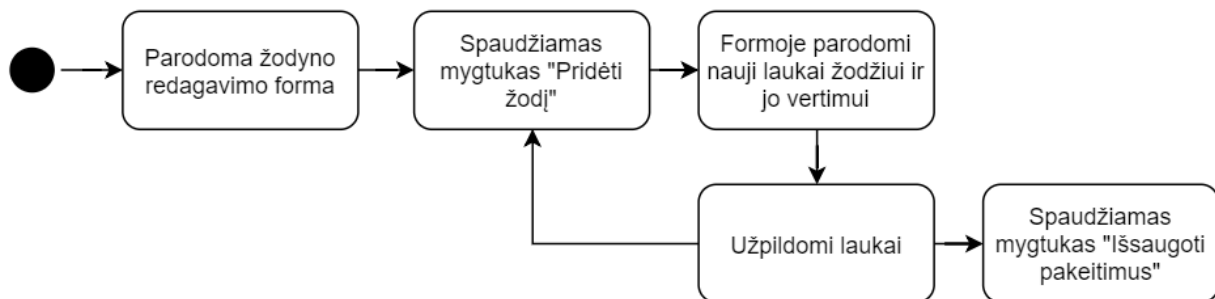 Parodoma žodyno
redagavimo forma
Spaudžiamas
mygtukas "Pridėti
žodį"
Formoje parodomi
nauji laukai žodžiui ir
jo vertimui
Užpildomi laukai
Spaudžiamas
mygtukas "Išsaugoti
pakeitimus"